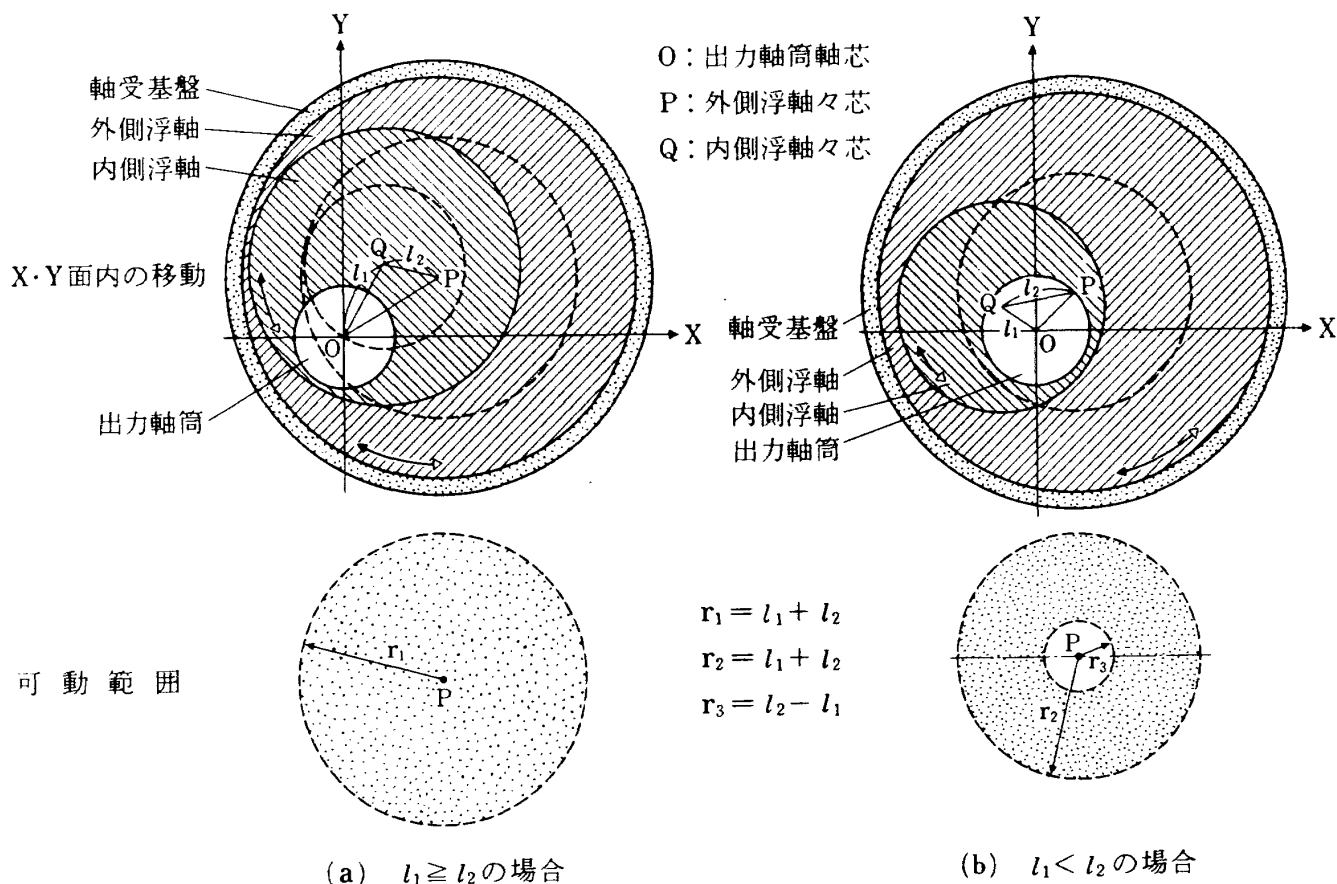 Y
軸受基盤
外側浮軸
内側浮軸
X·Y面内の移動
Q
l₂
l₁
P
O
X
出力軸筒
O：出力軸筒軸芯
P：外側浮軸々芯
Q：内側浮軸々芯
Y
Q
l₂
P
l₁
O
X
軸受基盤
外側浮軸
内側浮軸
出力軸筒
可動範囲
r₁
P
r₁ = l₁ + l₂
r₂ = l₁ + l₂
r₃ = l₂ − l₁
P
r₃
r₂
(a) l₁ ≧ l₂の場合
(b) l₁ < l₂の場合